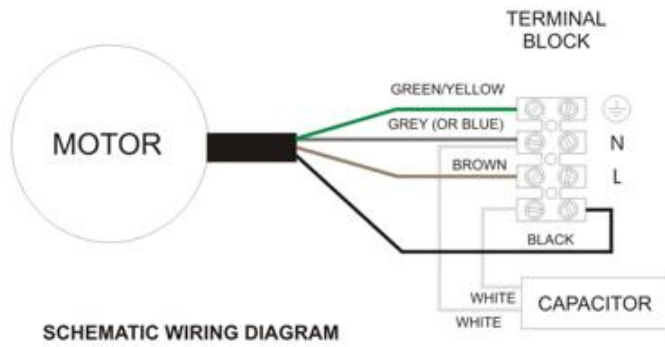 TERMINAL
BLOCK
GREEN/YELLOW
GREY (OR BLUE)
N
MOTOR
BROWN
L
BLACK
WHITE
CAPACITOR
WHITE
SCHEMATIC WIRING DIAGRAM